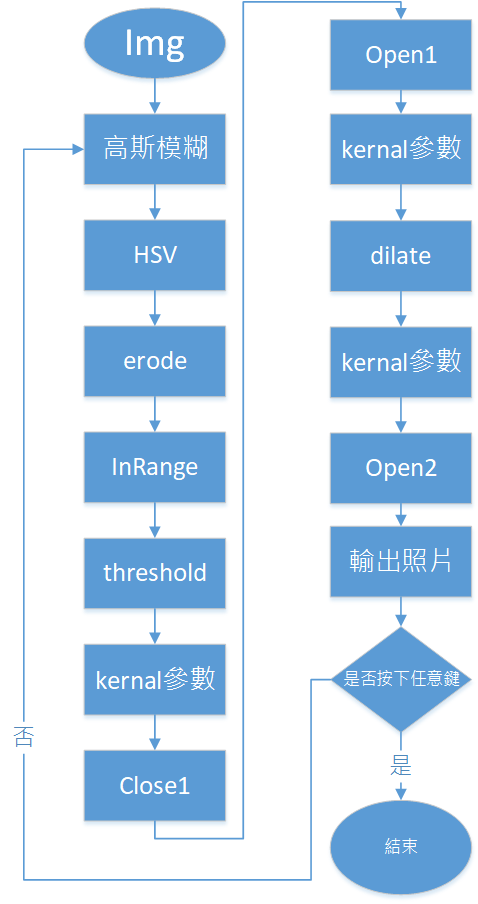 Img
高斯模糊
HSV
erode
InRange
threshold
kernal參數
Close1
Open1
kernal參數
dilate
kernal參數
Open2
輸出照片
是否按下任意鍵
否
是
結束